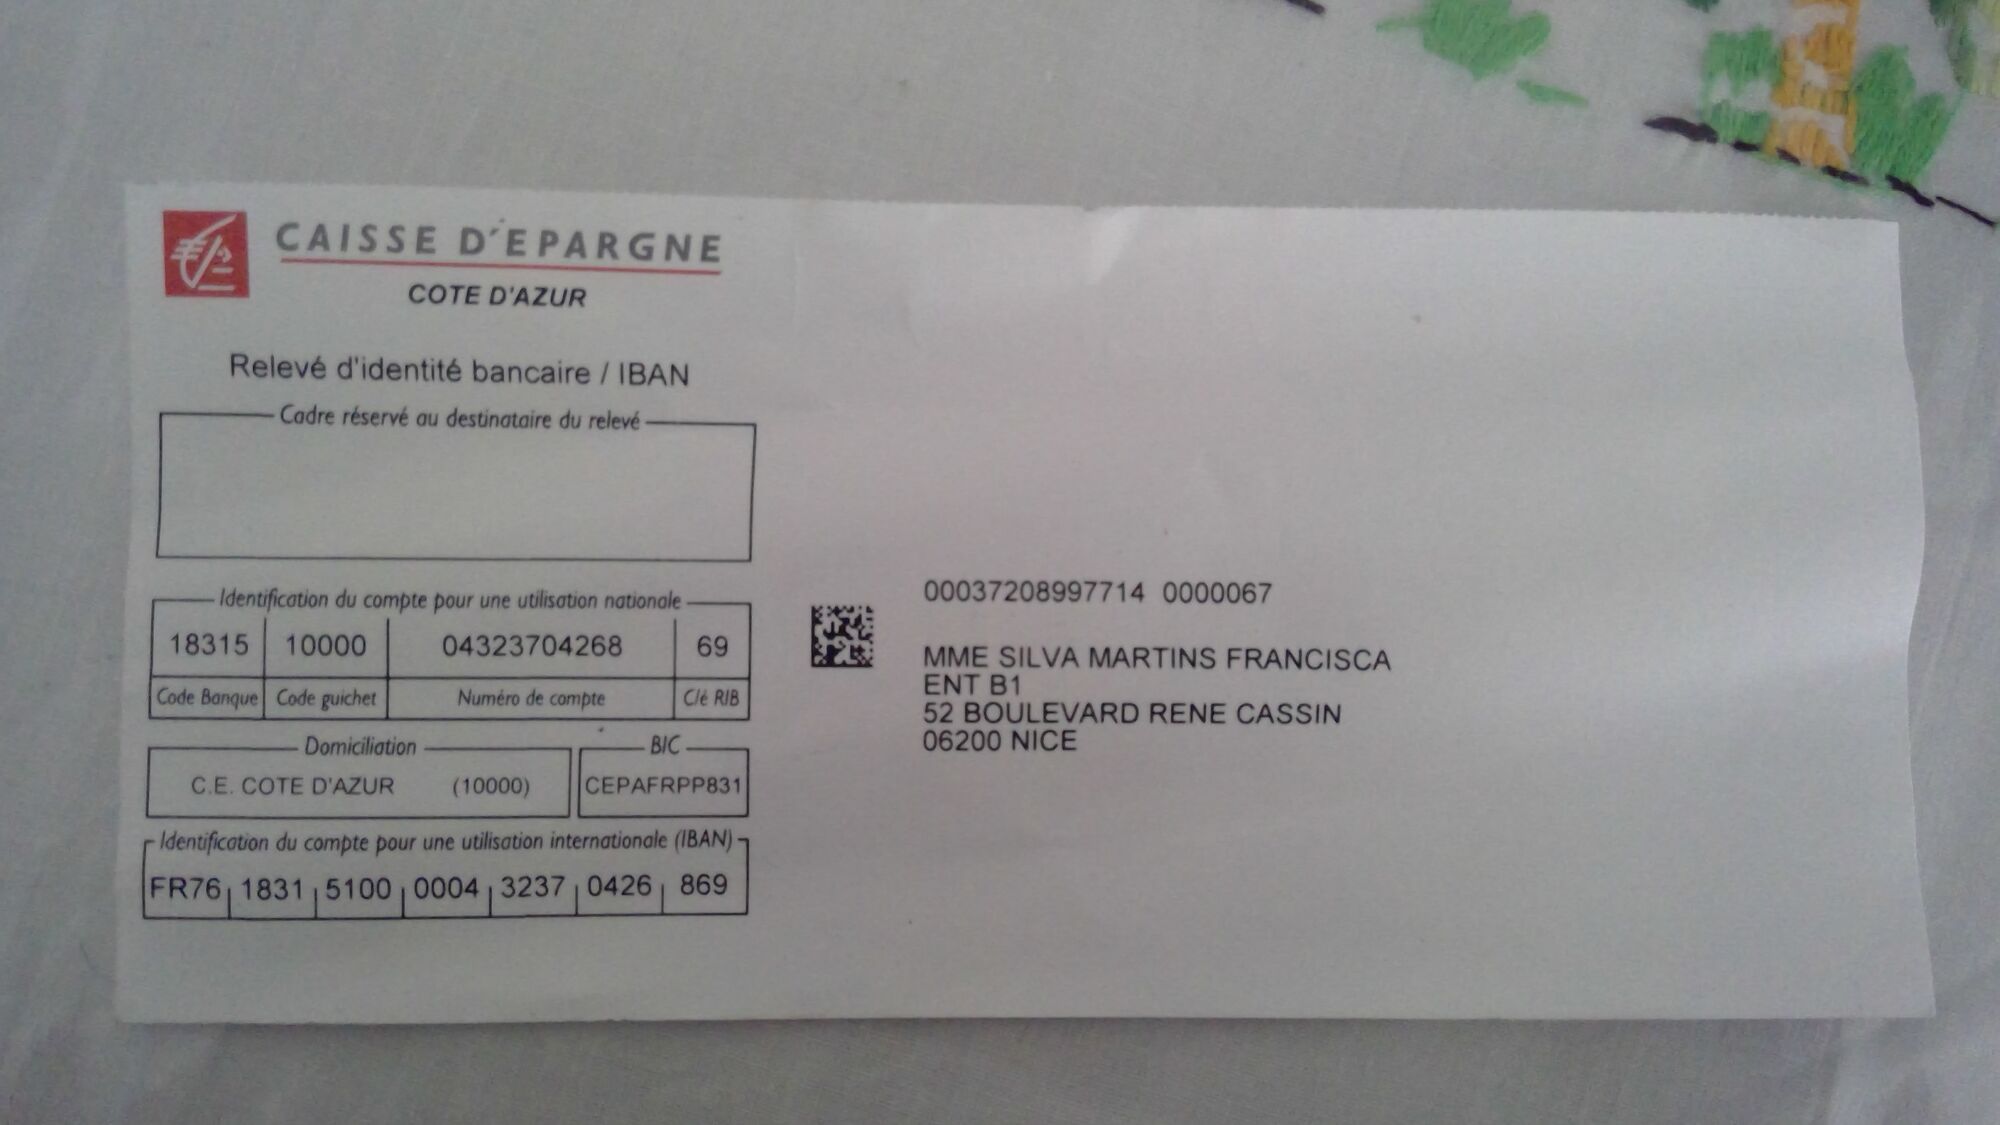 CAISSE D'EPARGNE
COTE D'AZUR
Relevé d'identité bancaire / IBAN
Cadre réservé au destinataire du relevé
Identification du compte pour une utilisation nationale
18315 10000 04323704268 69
Code Banque Code guichet Numéro de compte Clé RIB
Domiciliation BIC
C.E. COTE D'AZUR (10000) CEPAFRPP831
Identification du compte pour une utilisation internationale (IBAN)
FR76 1831 5100 0004 3237 0426 869
00037208997714 0000067
MME SILVA MARTINS FRANCISCA
ENT B1
52 BOULEVARD RENE CASSIN
06200 NICE